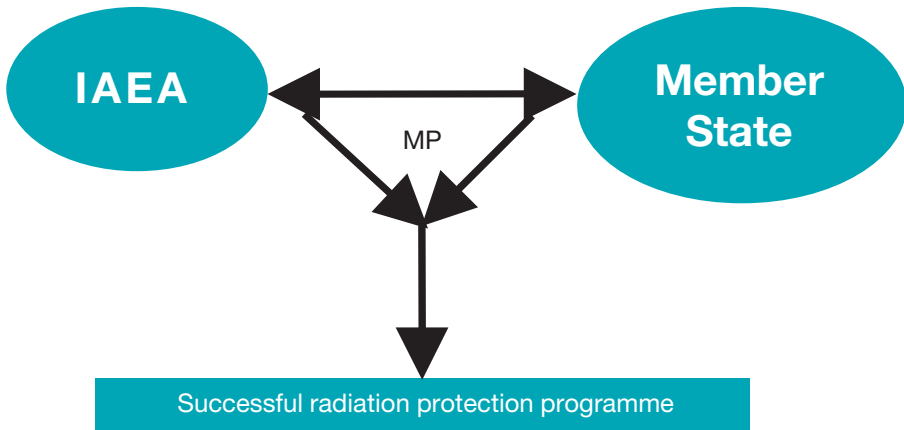 IAEA
Member
State
MP
Successful radiation protection programme